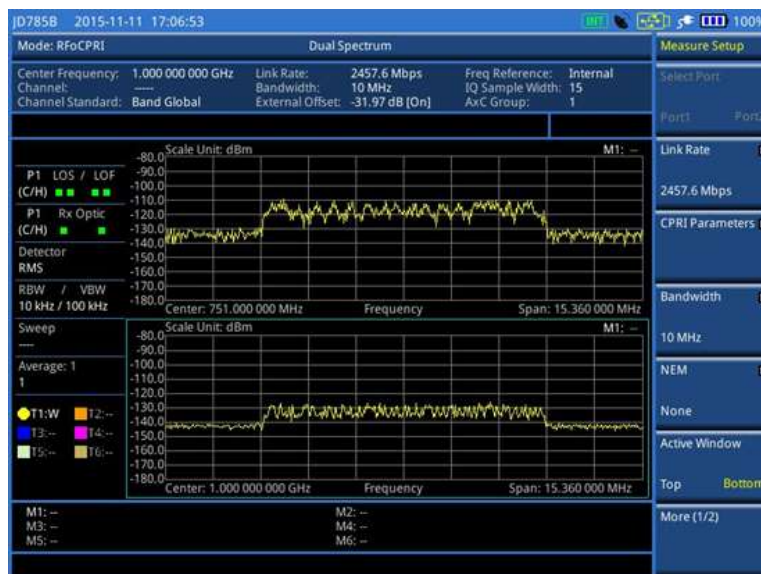 JD785B 2015-11-11 17:06:53 INT 100%
Mode: RFoCPRI Dual Spectrum Measure Setup
Center Frequency: 1.000 000 000 GHz Link Rate: 2457.6 Mbps Freq Reference: Internal
Channel: ---- Bandwidth: 10 MHz IQ Sample Width: 15
Channel Standard: Band Global External Offset: -31.97 dB [On] AxC Group: 1
Select Port
Port1 Port2
Scale Unit: dBm M1: --
-80.0
-90.0
-100.0
-110.0
-120.0
-130.0
-140.0
-150.0
-160.0
-170.0
-180.0
Center: 751.000 000 MHz Frequency Span: 15.360 000 MHz
P1 LOS / LOF
(C/H)
P1 Rx Optic
(C/H)
Detector
RMS
RBW / VBW
10 kHz / 100 kHz
Sweep
----
Average: 1
1
T1:W T2:--
T3:-- T4:--
T5:-- T6:--
Scale Unit: dBm M1: --
-80.0
-90.0
-100.0
-110.0
-120.0
-130.0
-140.0
-150.0
-160.0
-170.0
-180.0
Center: 1.000 000 000 GHz Frequency Span: 15.360 000 MHz
Link Rate
2457.6 Mbps
CPRI Parameters
Bandwidth
10 MHz
NEM
None
Active Window
Top Bottom
More (1/2)
M1: -- M2: --
M3: -- M4: --
M5: -- M6: --